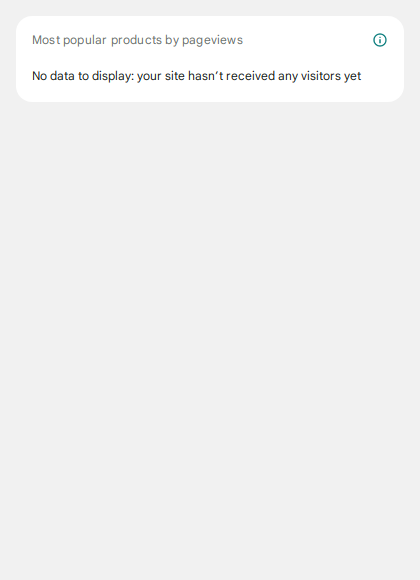 Most popular products by pageviews
No data to display: your site hasn’t received any visitors yet